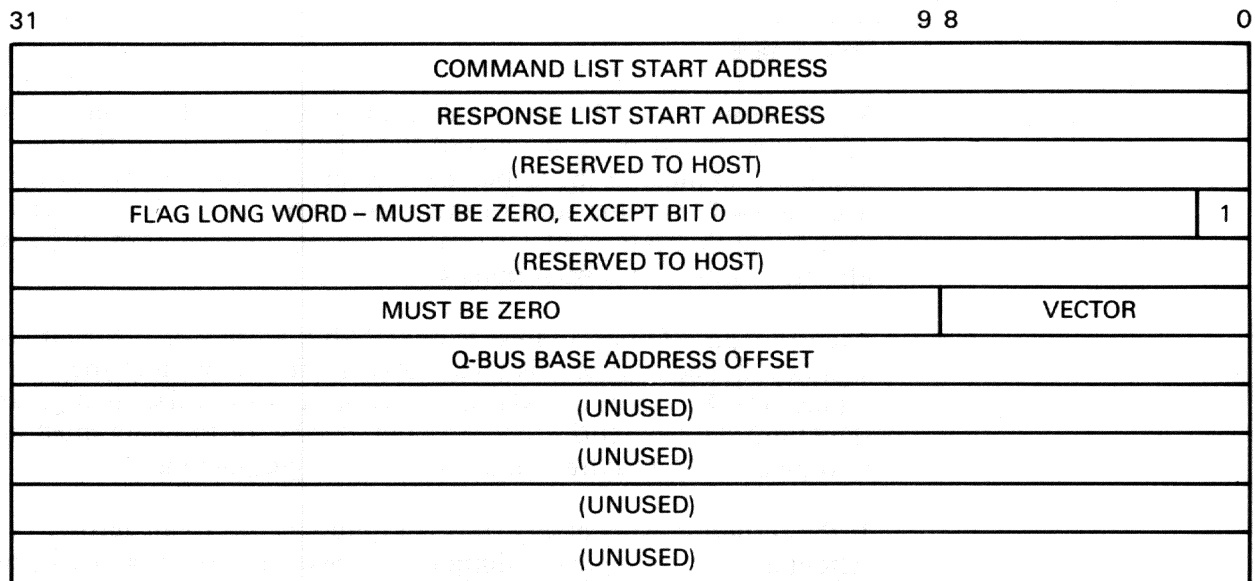 31 9 8 0
COMMAND LIST START ADDRESS
RESPONSE LIST START ADDRESS
(RESERVED TO HOST)
FLAG LONG WORD – MUST BE ZERO, EXCEPT BIT 0 1
(RESERVED TO HOST)
MUST BE ZERO VECTOR
Q-BUS BASE ADDRESS OFFSET
(UNUSED)
(UNUSED)
(UNUSED)
(UNUSED)